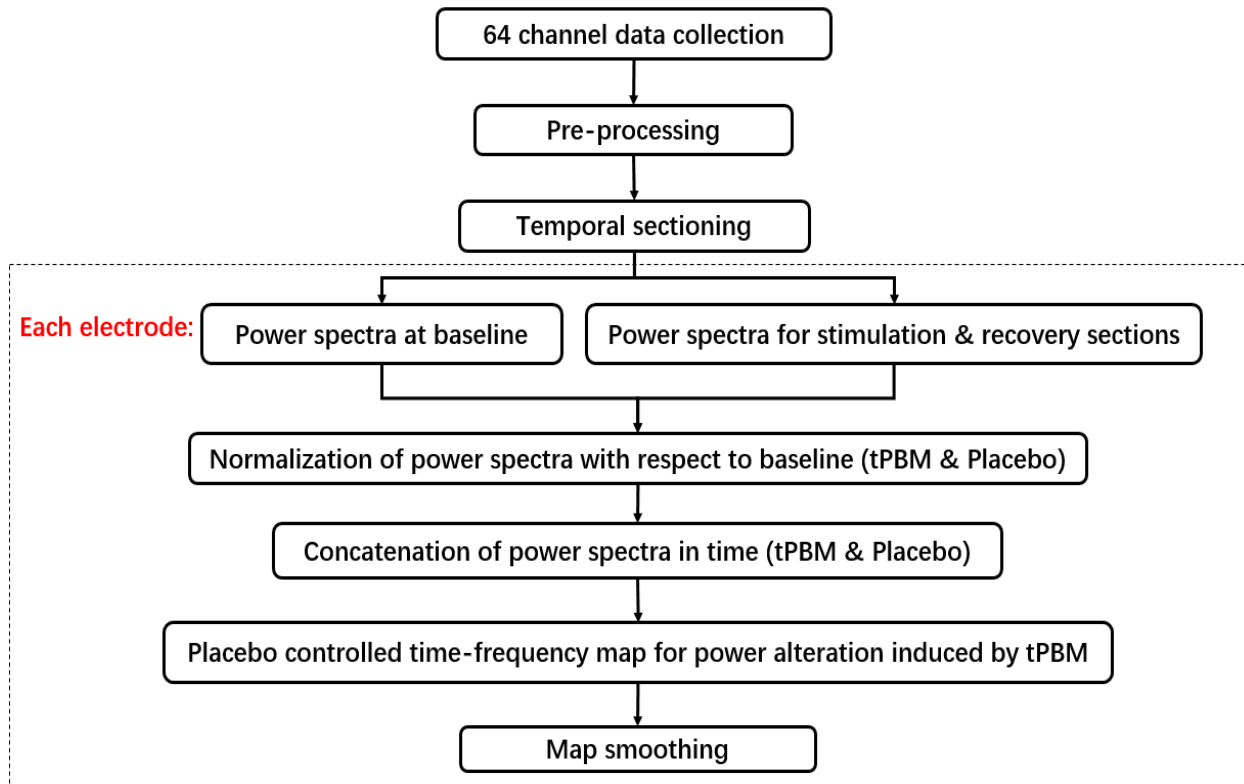 64 channel data collection
Pre-processing
Temporal sectioning
Each electrode:
Power spectra at baseline
Power spectra for stimulation & recovery sections
Normalization of power spectra with respect to baseline (tPBM & Placebo)
Concatenation of power spectra in time (tPBM & Placebo)
Placebo controlled time-frequency map for power alteration induced by tPBM
Map smoothing